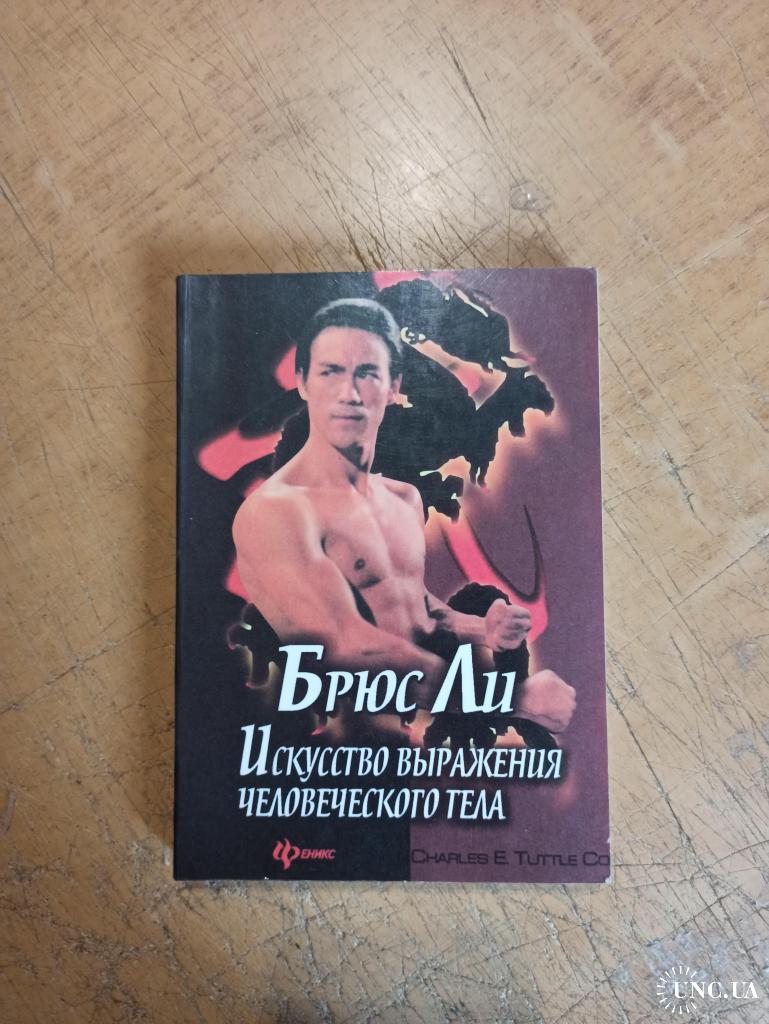 Брюс Ли
Искусство выражения
человеческого тела
Феникс
Charles E. Tuttle Co
UNC.UA